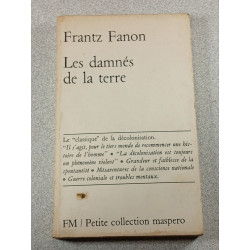 Frantz Fanon
Les damnés
de la terre
Le "classique" de la décolonisation.
"Il s'agit, pour le tiers monde de recommencer une his-
toire de l'homme" • "La décolonisation est toujours
un phénomène violent" • Grandeur et faiblesse de la
spontanéité • Mésaventures de la conscience nationale
• Guerre coloniale et troubles mentaux.
FM / Petite collection maspero